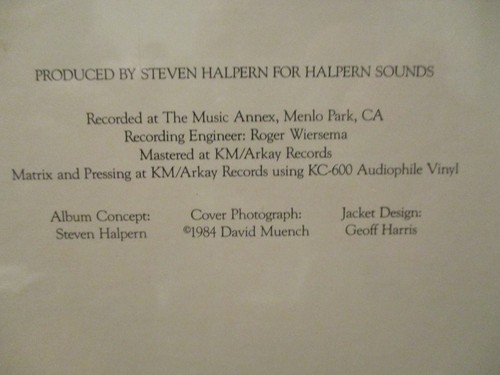 PRODUCED BY STEVEN HALPERN FOR HALPERN SOUNDS
Recorded at The Music Annex, Menlo Park, CA
Recording Engineer: Roger Wiersema
Mastered at KM/Arkay Records
Matrix and Pressing at KM/Arkay Records using KC-600 Audiophile Vinyl
Album Concept:
Steven Halpern
Cover Photograph:
©1984 David Muench
Jacket Design:
Geoff Harris